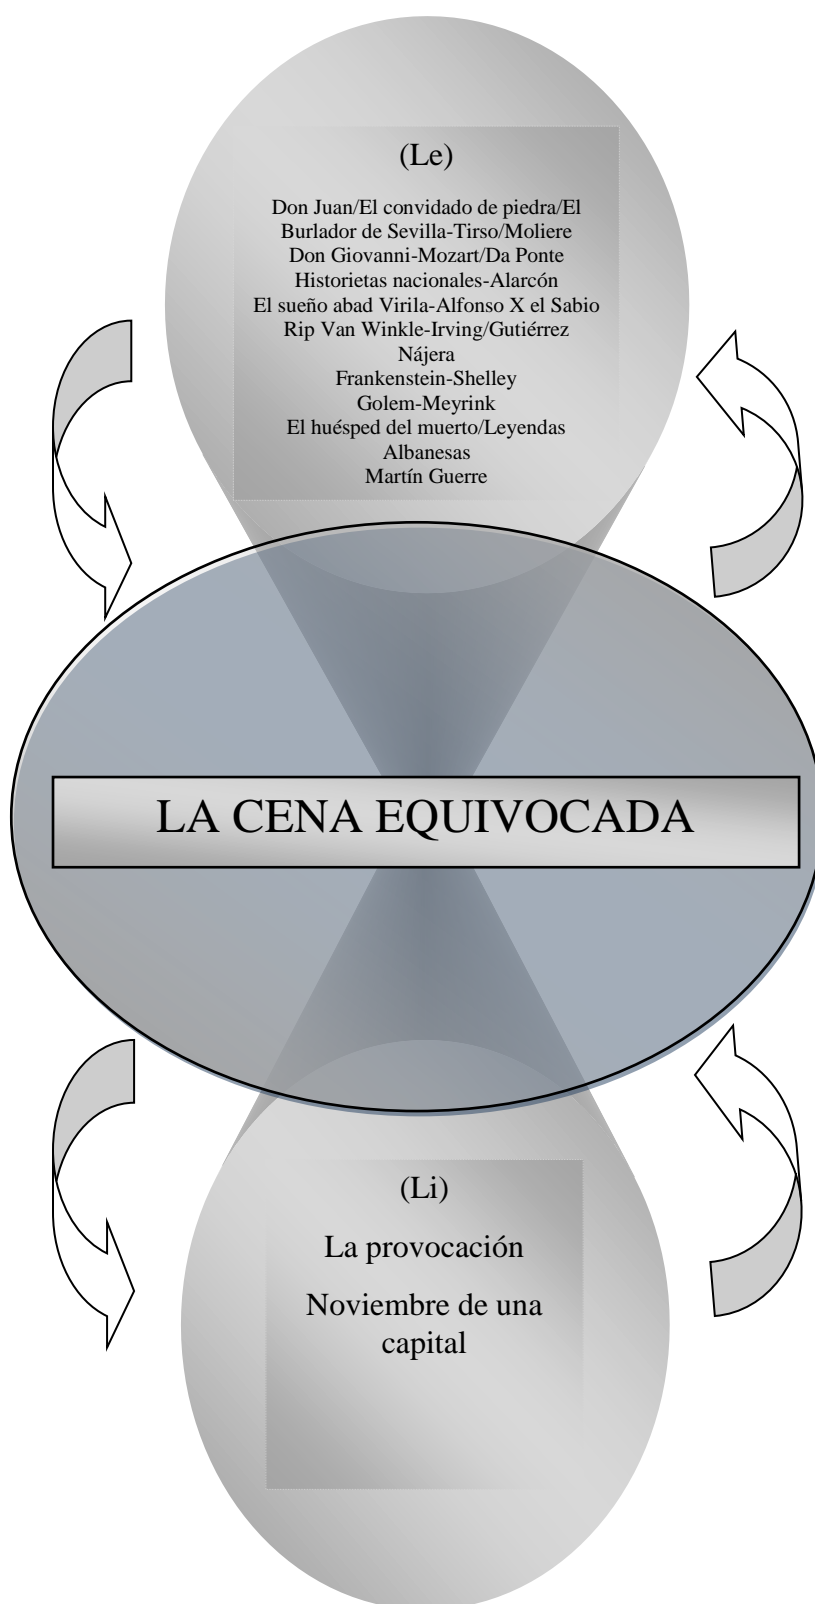 (Le)
Don Juan/El convidado de piedra/El
Burlador de Sevilla-Tirso/Moliere
Don Giovanni-Mozart/Da Ponte
Historietas nacionales-Alarcón
El sueño abad Virila-Alfonso X el Sabio
Rip Van Winkle-Irving/Gutiérrez
Nájera
Frankenstein-Shelley
Golem-Meyrink
El huésped del muerto/Leyendas
Albanesas
Martín Guerre
LA CENA EQUIVOCADA
(Li)
La provocación
Noviembre de una
capital